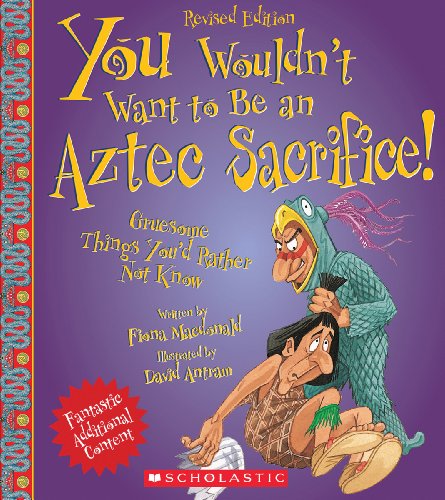 Revised Edition
You Wouldn't
Want to Be an
Aztec Sacrifice!
Gruesome
Things You'd Rather
Not Know
Written by
Fiona Macdonald
Illustrated by
David Antram
Fantastic
Additional
Content
SCHOLASTIC